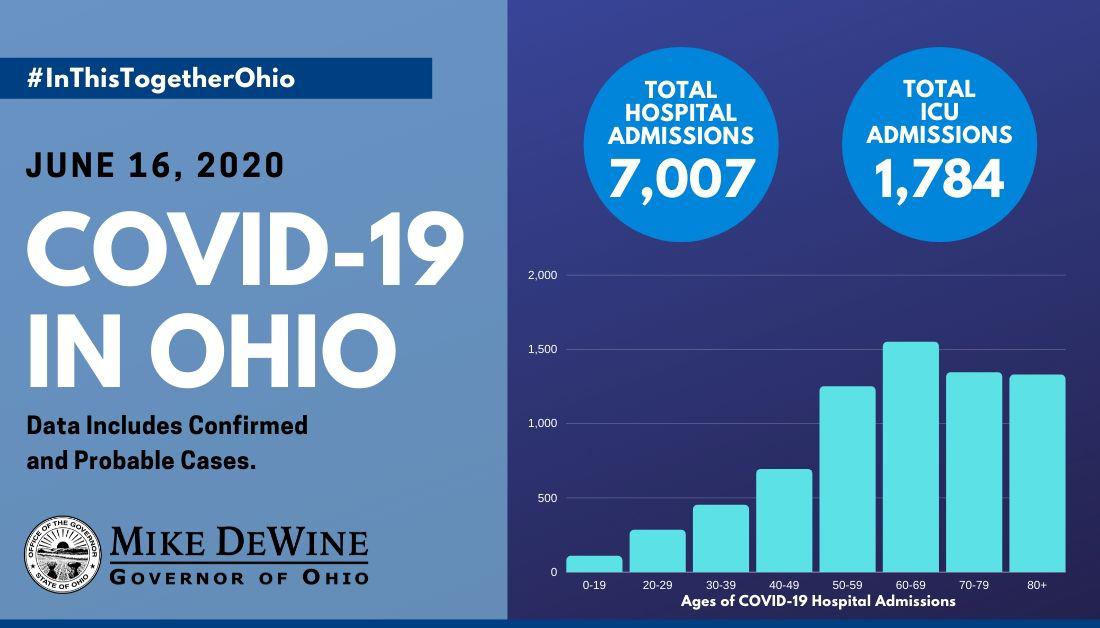 #InThisTogetherOhio
JUNE 16, 2020
COVID-19
IN OHIO
Data Includes Confirmed
and Probable Cases.
OFFICE OF THE GOVERNOR
STATE OF OHIO
MIKE DEWINE
GOVERNOR OF OHIO
TOTAL
HOSPITAL
ADMISSIONS
7,007
TOTAL
ICU
ADMISSIONS
1,784
2,000
1,500
1,000
500
0
0-19 20-29 30-39 40-49 50-59 60-69 70-79 80+
Ages of COVID-19 Hospital Admissions